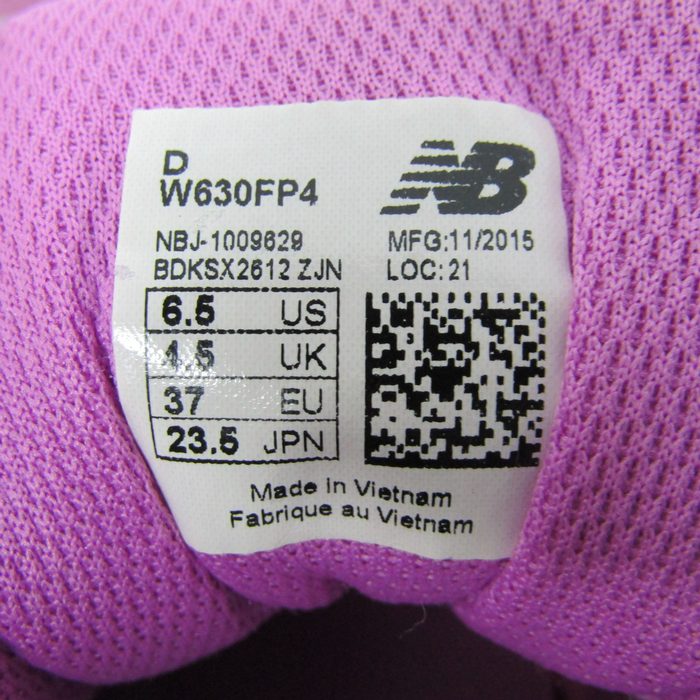 D
W630FP4
NB
NBJ-1009629
BDKSX2612 ZJN
MFG:11/2015
LOC:21
6.5 US
4.5 UK
37 EU
23.5 JPN
Made in Vietnam
Fabrique au Vietnam